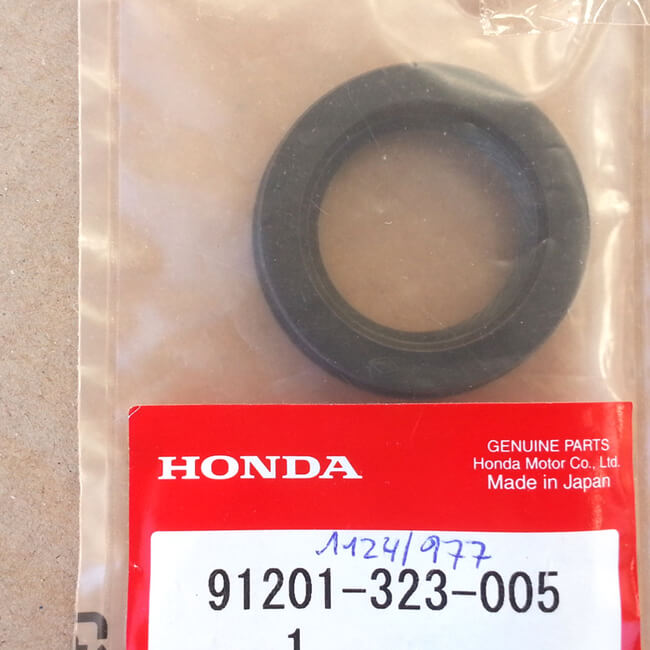 HONDA
GENUINE PARTS
Honda Motor Co., Ltd.
Made in Japan
1124/977
91201-323-005
1